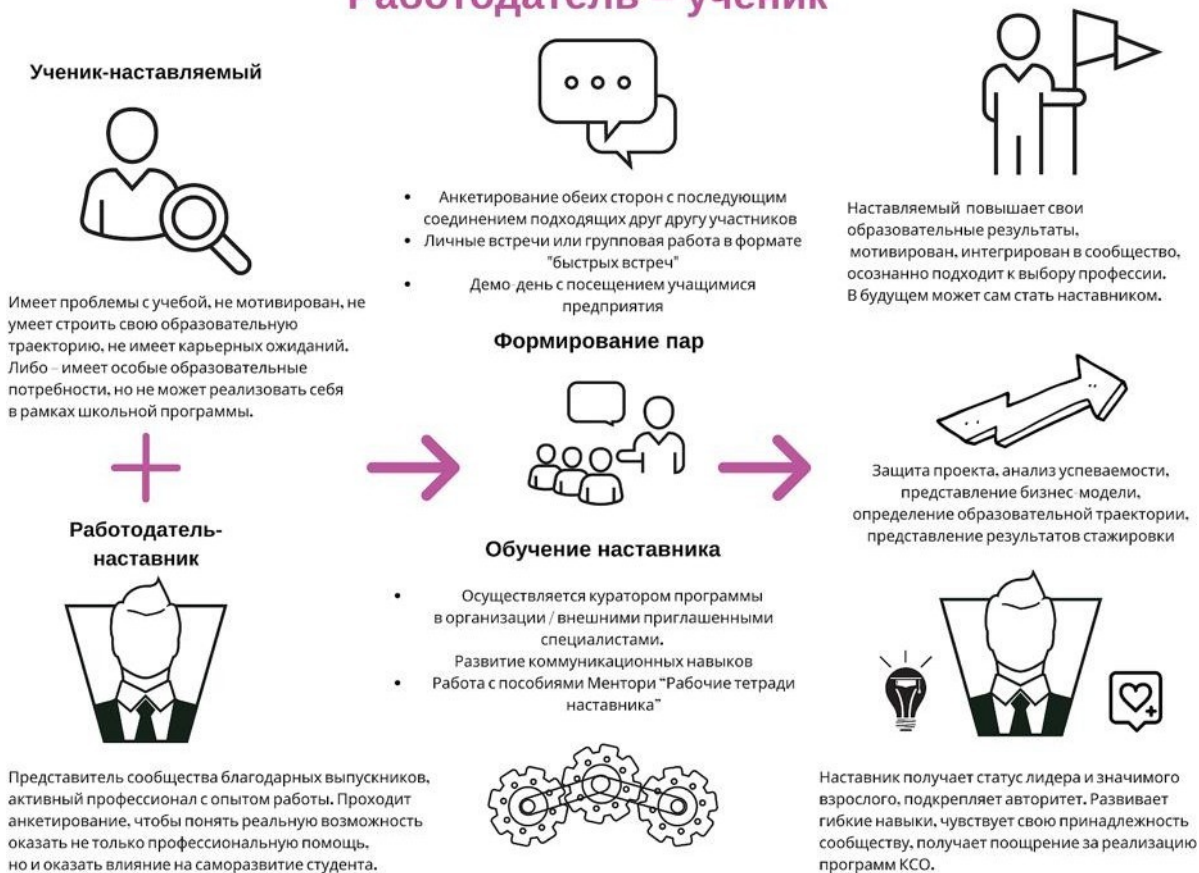 Работодатель – ученик
Ученик-наставляемый
Имеет проблемы с учебой, не мотивирован, не
умеет строить свою образовательную
траекторию, не имеет карьерных ожиданий.
Либо – имеет особые образовательные
потребности, но не может реализовать себя
в рамках школьной программы.
Работодатель-
наставник
Представитель сообщества благодарных выпускников,
активный профессионал с опытом работы. Проходит
анкетирование, чтобы понять реальную возможность
оказать не только профессиональную помощь,
но и оказать влияние на саморазвитие студента.
• Анкетирование обеих сторон с последующим
соединением подходящих друг другу участников
• Личные встречи или групповая работа в формате
"быстрых встреч"
• Демо-день с посещением учащимися
предприятия
Формирование пар
Обучение наставника
• Осуществляется куратором программы
в организации / внешними приглашенными
специалистами.
Развитие коммуникационных навыков
• Работа с пособиями Ментори “Рабочие тетради
наставника”
Наставляемый повышает свои
образовательные результаты,
мотивирован, интегрирован в сообщество,
осознанно подходит к выбору профессии.
В будущем может сам стать наставником.
Защита проекта, анализ успеваемости,
представление бизнес-модели,
определение образовательной траектории,
представление результатов стажировки
Наставник получает статус лидера и значимого
взрослого, подкрепляет авторитет. Развивает
гибкие навыки, чувствует свою принадлежность
сообществу, получает поощрение за реализацию
программ КСО.